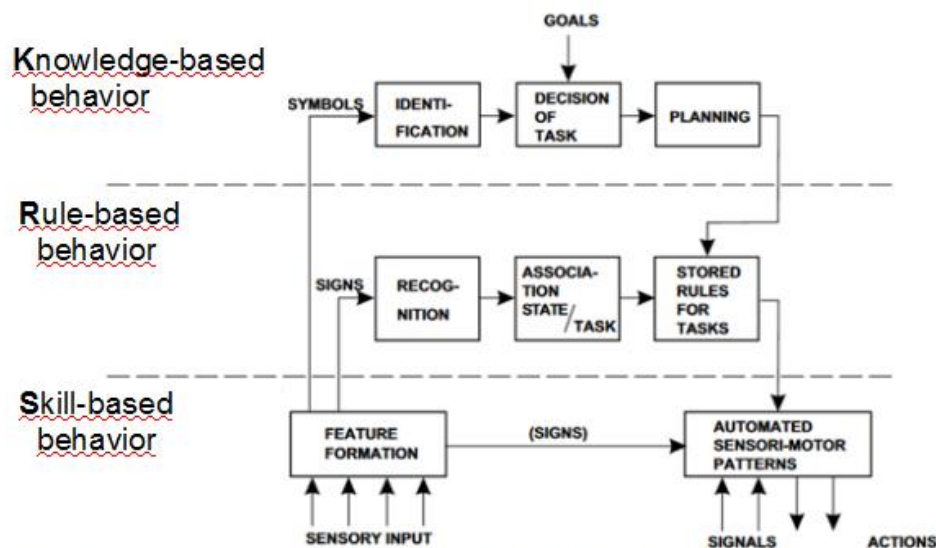 GOALS
Knowledge-based
behavior
SYMBOLS
IDENTI-
FICATION
DECISION
OF
TASK
PLANNING
Rule-based
behavior
SIGNS
RECOG-
NITION
ASSOCIA-
TION
STATE/
TASK
STORED
RULES
FOR
TASKS
Skill-based
behavior
FEATURE
FORMATION
(SIGNS)
AUTOMATED
SENSORI-MOTOR
PATTERNS
SENSORY INPUT
SIGNALS
ACTIONS